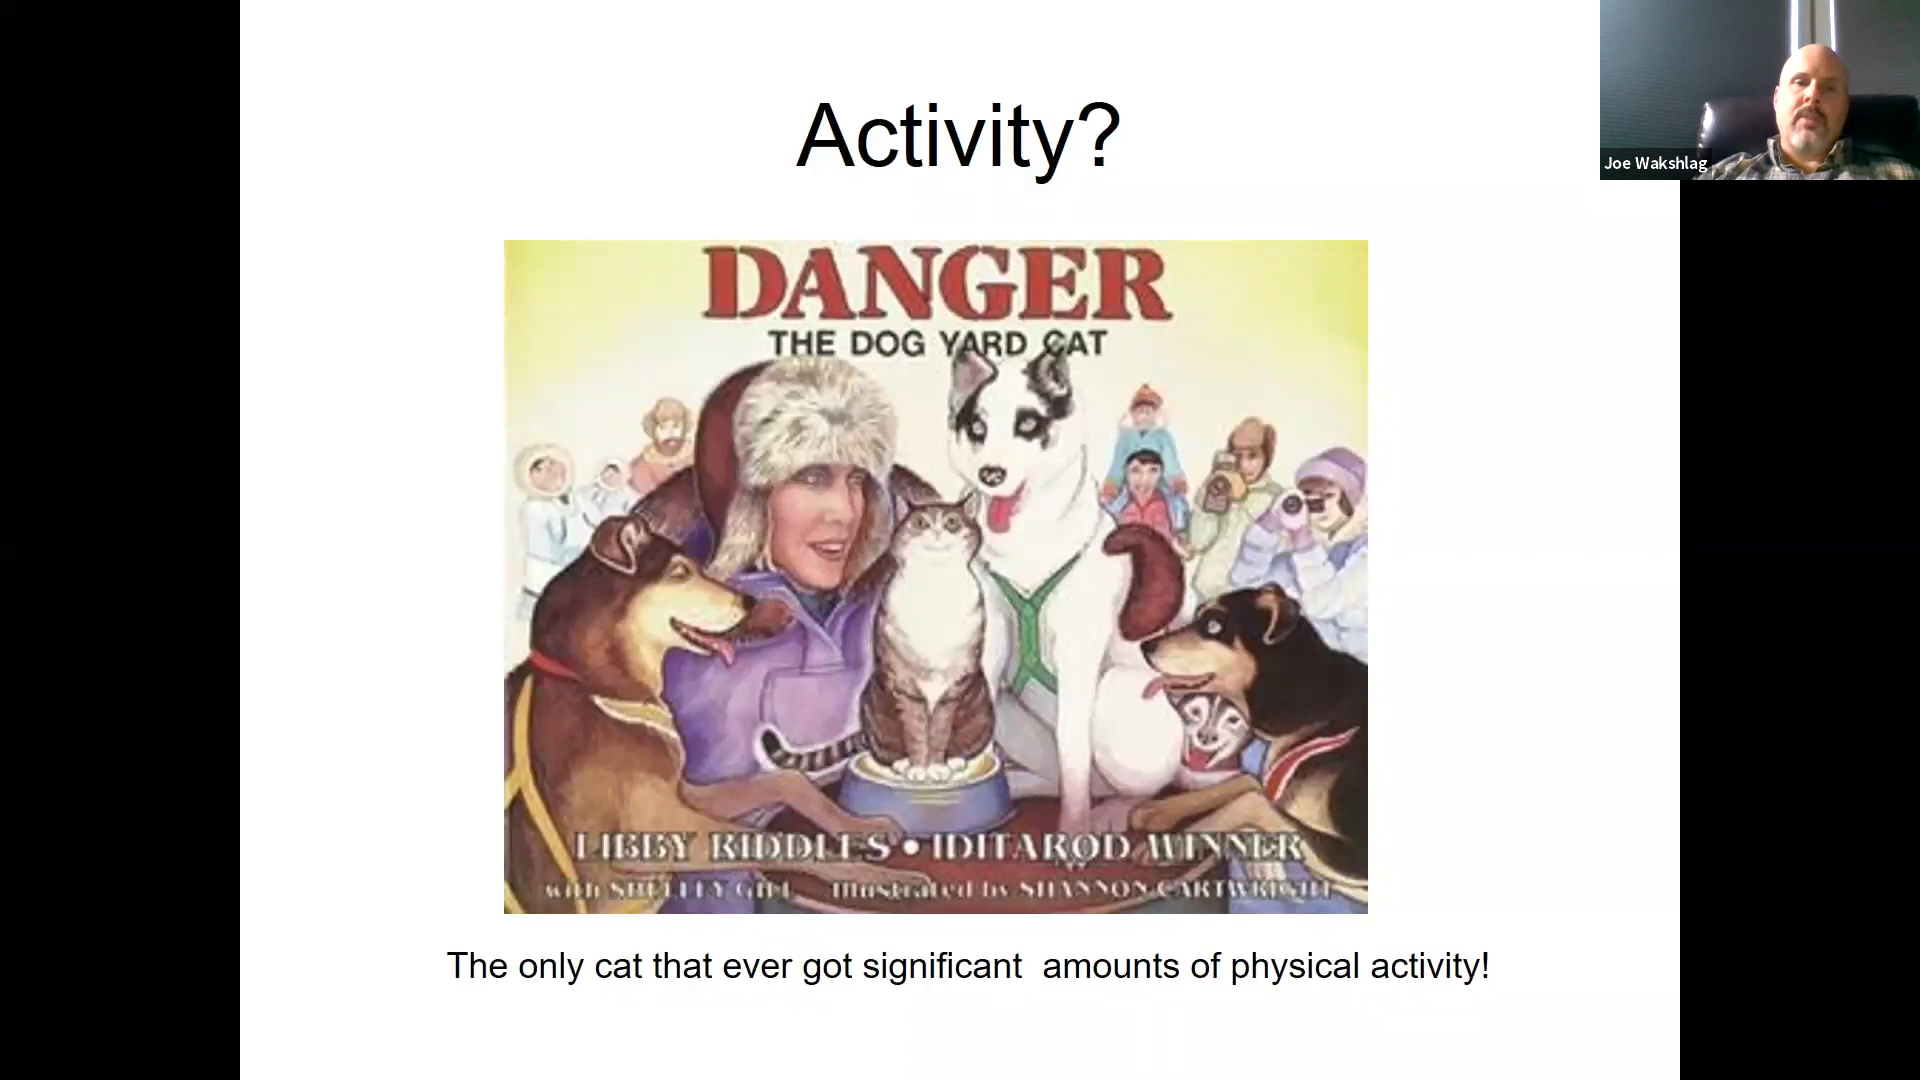 Activity?
Joe Wakshlag
DANGER
THE DOG YARD CAT
LIBBY RIDDLES • IDITAROD WINNER
with SHELLEY GILL Illustrated by SHANNON CARTWRIGHT
The only cat that ever got significant amounts of physical activity!